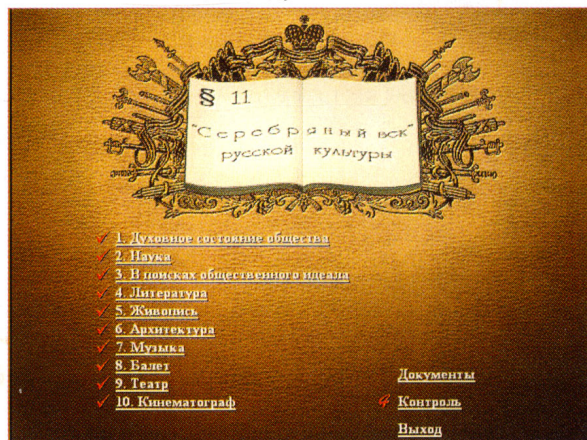 § 11
"Серебряный век"
русской культуры
1. Духовное состояние общества
2. Наука
3. В поисках общественного идеала
4. Литература
5. Живопись
6. Архитектура
7. Музыка
8. Балет
9. Театр
10. Кинематограф
Документы
Контроль
Выход